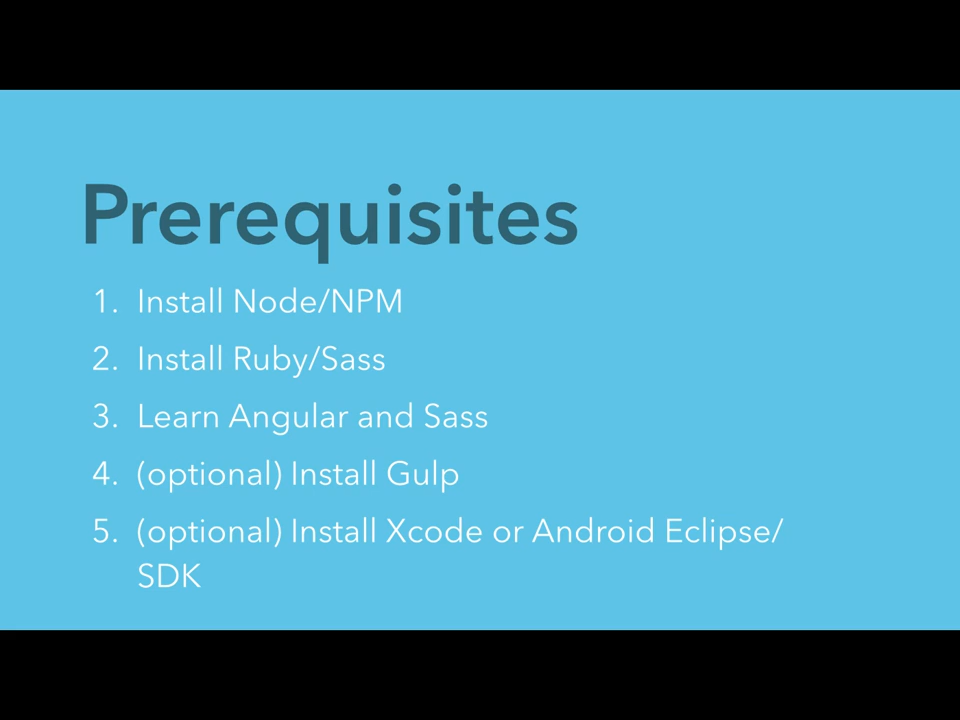 Prerequisites
1. Install Node/NPM
2. Install Ruby/Sass
3. Learn Angular and Sass
4. (optional) Install Gulp
5. (optional) Install Xcode or Android Eclipse/
SDK